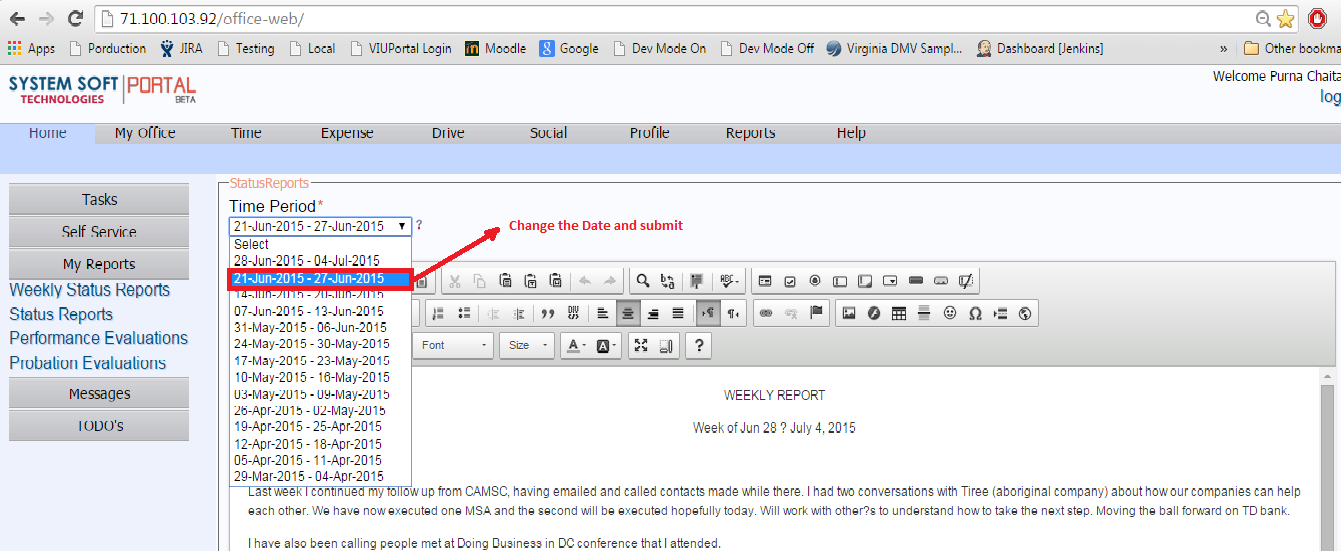 71.100.103.92/office-web/
Apps Porduction JIRA Testing Local VIUPortal Login Moodle Google Dev Mode On Dev Mode Off Virginia DMV Sampl... Dashboard [Jenkins] » Other bookma
SYSTEM SOFT TECHNOLOGIES PORTAL BETA
Welcome Purna Chaita
log
Home My Office Time Expense Drive Social Profile Reports Help
Tasks
Self Service
My Reports
Weekly Status Reports
Status Reports
Performance Evaluations
Probation Evaluations
Messages
TODO's
StatusReports
Time Period*
21-Jun-2015 - 27-Jun-2015 ?
Change the Date and submit
Select
28-Jun-2015 - 04-Jul-2015
21-Jun-2015 - 27-Jun-2015
14-Jun-2015 - 20-Jun-2015
07-Jun-2015 - 13-Jun-2015
31-May-2015 - 06-Jun-2015
24-May-2015 - 30-May-2015
17-May-2015 - 23-May-2015
10-May-2015 - 16-May-2015
03-May-2015 - 09-May-2015
26-Apr-2015 - 02-May-2015
19-Apr-2015 - 25-Apr-2015
12-Apr-2015 - 18-Apr-2015
05-Apr-2015 - 11-Apr-2015
29-Mar-2015 - 04-Apr-2015
Font Size A A ?
WEEKLY REPORT
Week of Jun 28 ? July 4, 2015
Last week I continued my follow up from CAMSC, having emailed and called contacts made while there. I had two conversations with Tiree (aboriginal company) about how our companies can help
each other. We have now executed one MSA and the second will be executed hopefully today. Will work with other?s to understand how to take the next step. Moving the ball forward on TD bank.
I have also been calling people met at Doing Business in DC conference that I attended.